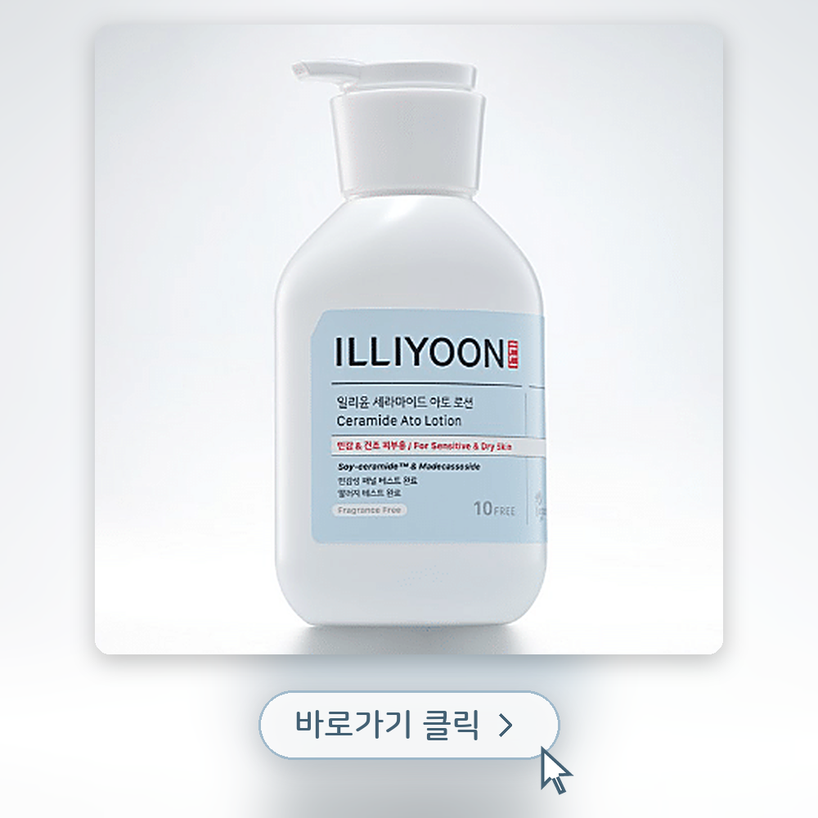 ILLIYOON
일리윤 세라마이드 아토 로션
Ceramide Ato Lotion
민감 & 건조 피부용 / For Sensitive & Dry Skin
Soy-ceramide™ & Madecassoside
민감성 패널 테스트 완료
알러지 테스트 완료
Fragrance Free
10 FREE
바로가기 클릭 >